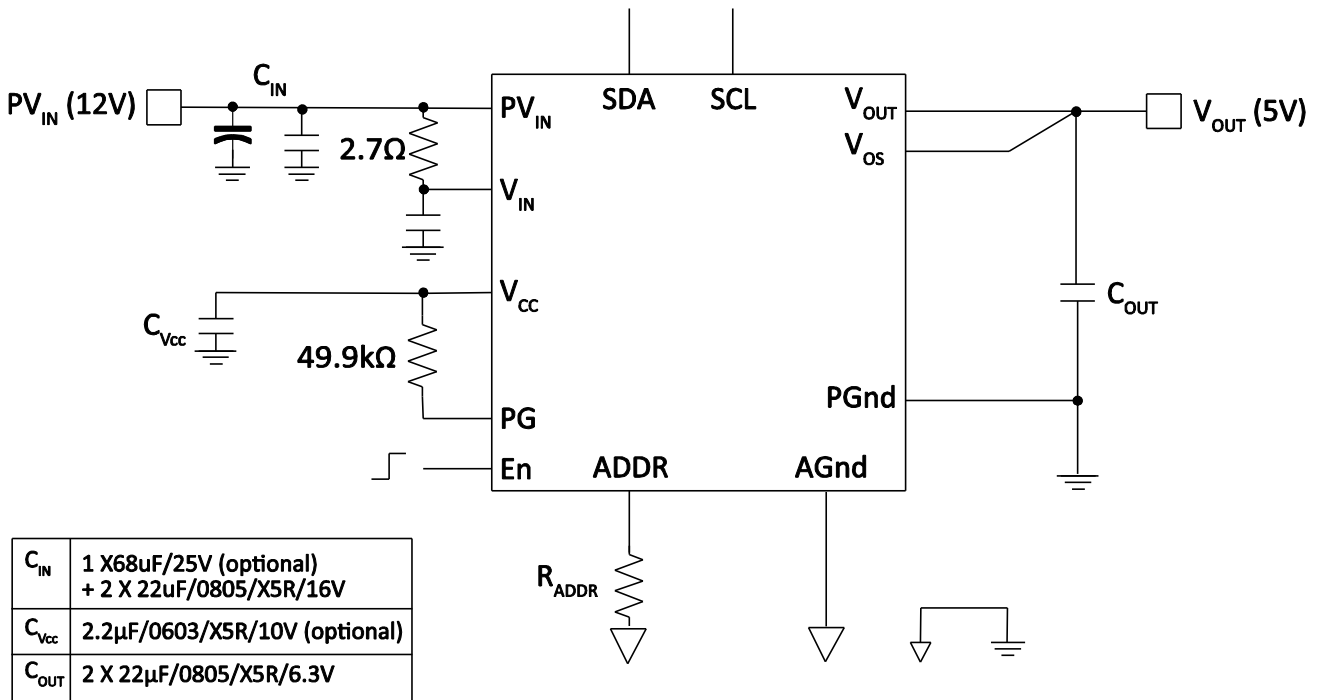 SDA
SCL
PV_IN (12V)
C_IN
PV_IN
V_OUT
V_OUT (5V)
2.7Ω
V_OS
V_IN
V_CC
C_Vcc
C_OUT
49.9kΩ
PGnd
PG
En
ADDR
AGnd
R_ADDR
C_IN 1 X68uF/25V (optional)
+ 2 X 22uF/0805/X5R/16V
C_Vcc 2.2µF/0603/X5R/10V (optional)
C_OUT 2 X 22µF/0805/X5R/6.3V